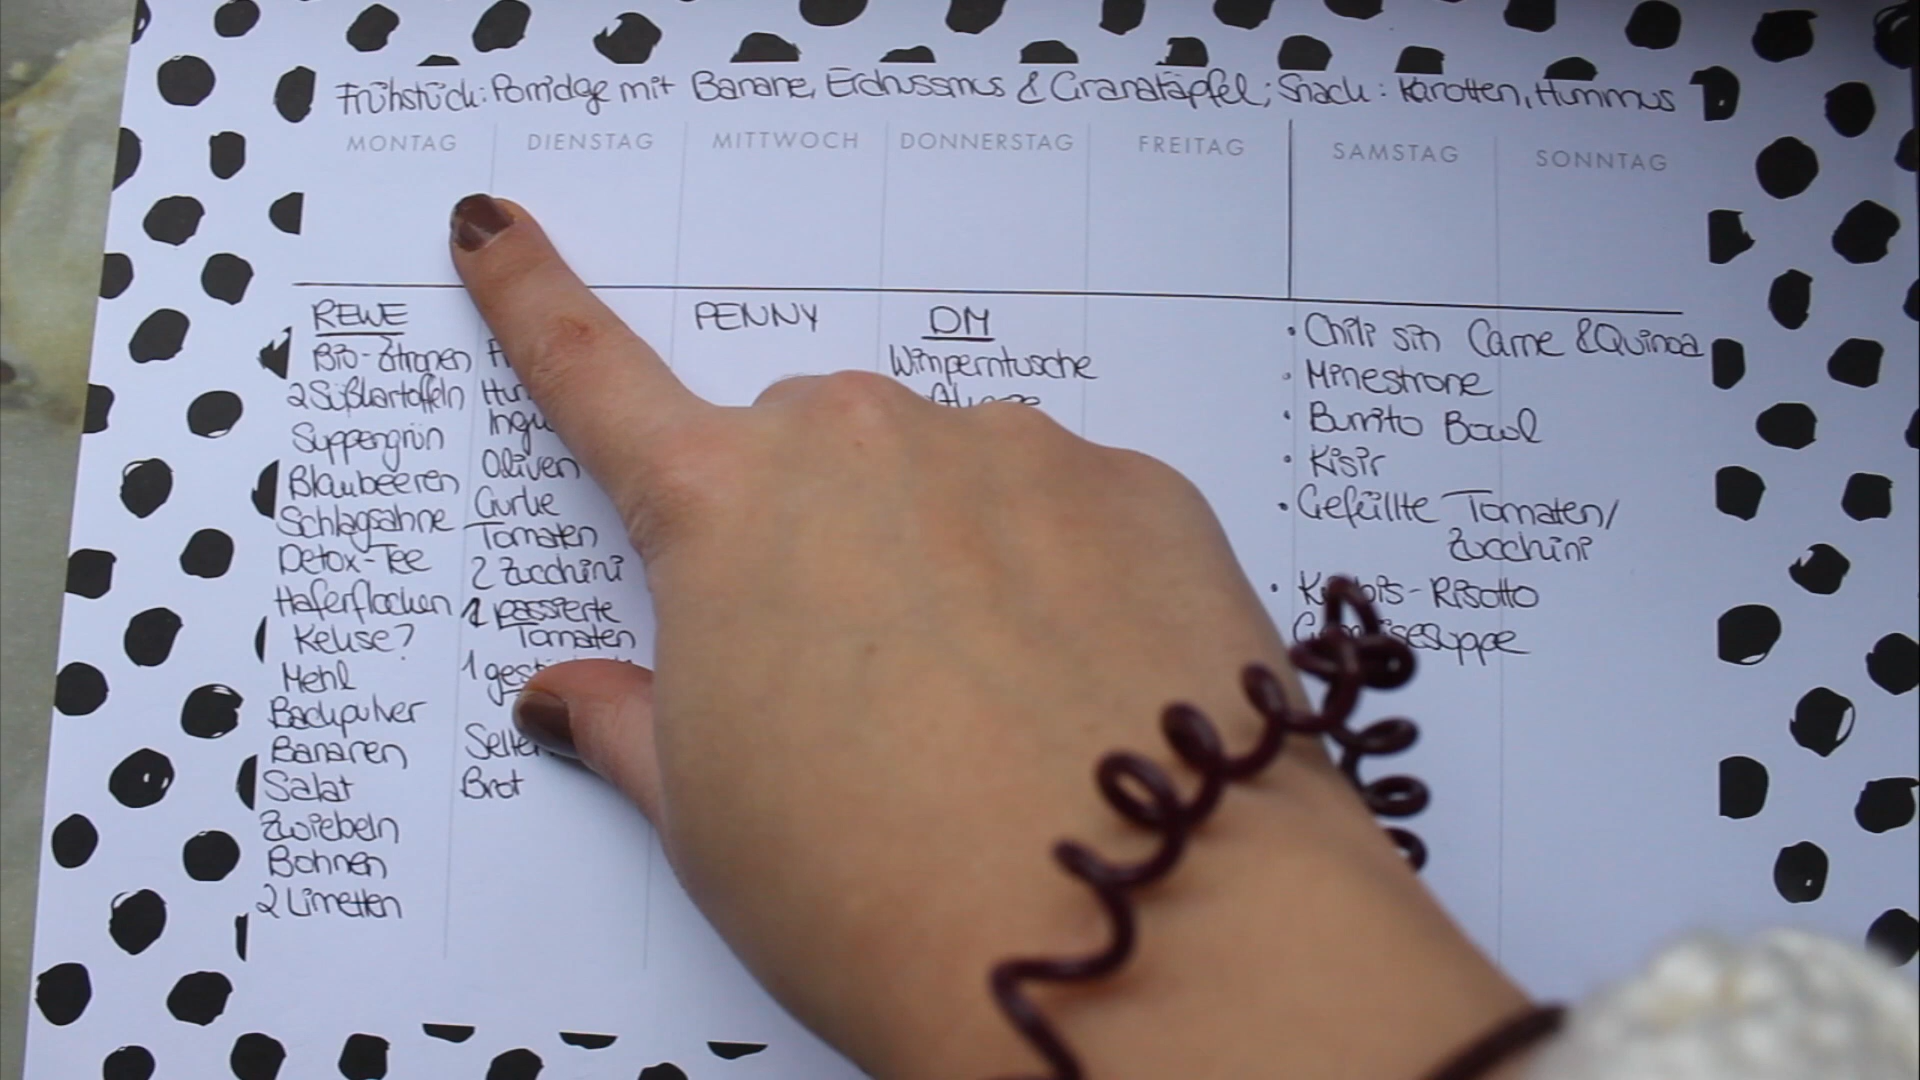 Frühstück: Porridge mit Banane, Erdnussmus & Granatäpfel; Snack: Karotten, Hummus
MONTAG DIENSTAG MITTWOCH DONNERSTAG FREITAG SAMSTAG SONNTAG
REWE
Bio-Zitronen
2 Süßkartoffeln
Suppengrün
Blaubeeren
Schlagsahne
Detox-Tee
Haferflocken
Kekse?
Mehl
Backpulver
Bananen
Salat
Zwiebeln
Bohnen
2 Limetten
Oliven
Gurke
Tomaten
2 Zucchini
1 passierte
Tomaten
1
Brot
PENNY
DM
Wimperntusche
• Chili sin Carne & Quinoa
• Minestrone
• Burrito Bowl
• Kisir
• Gefüllte Tomaten/
Zucchini
• Risotto